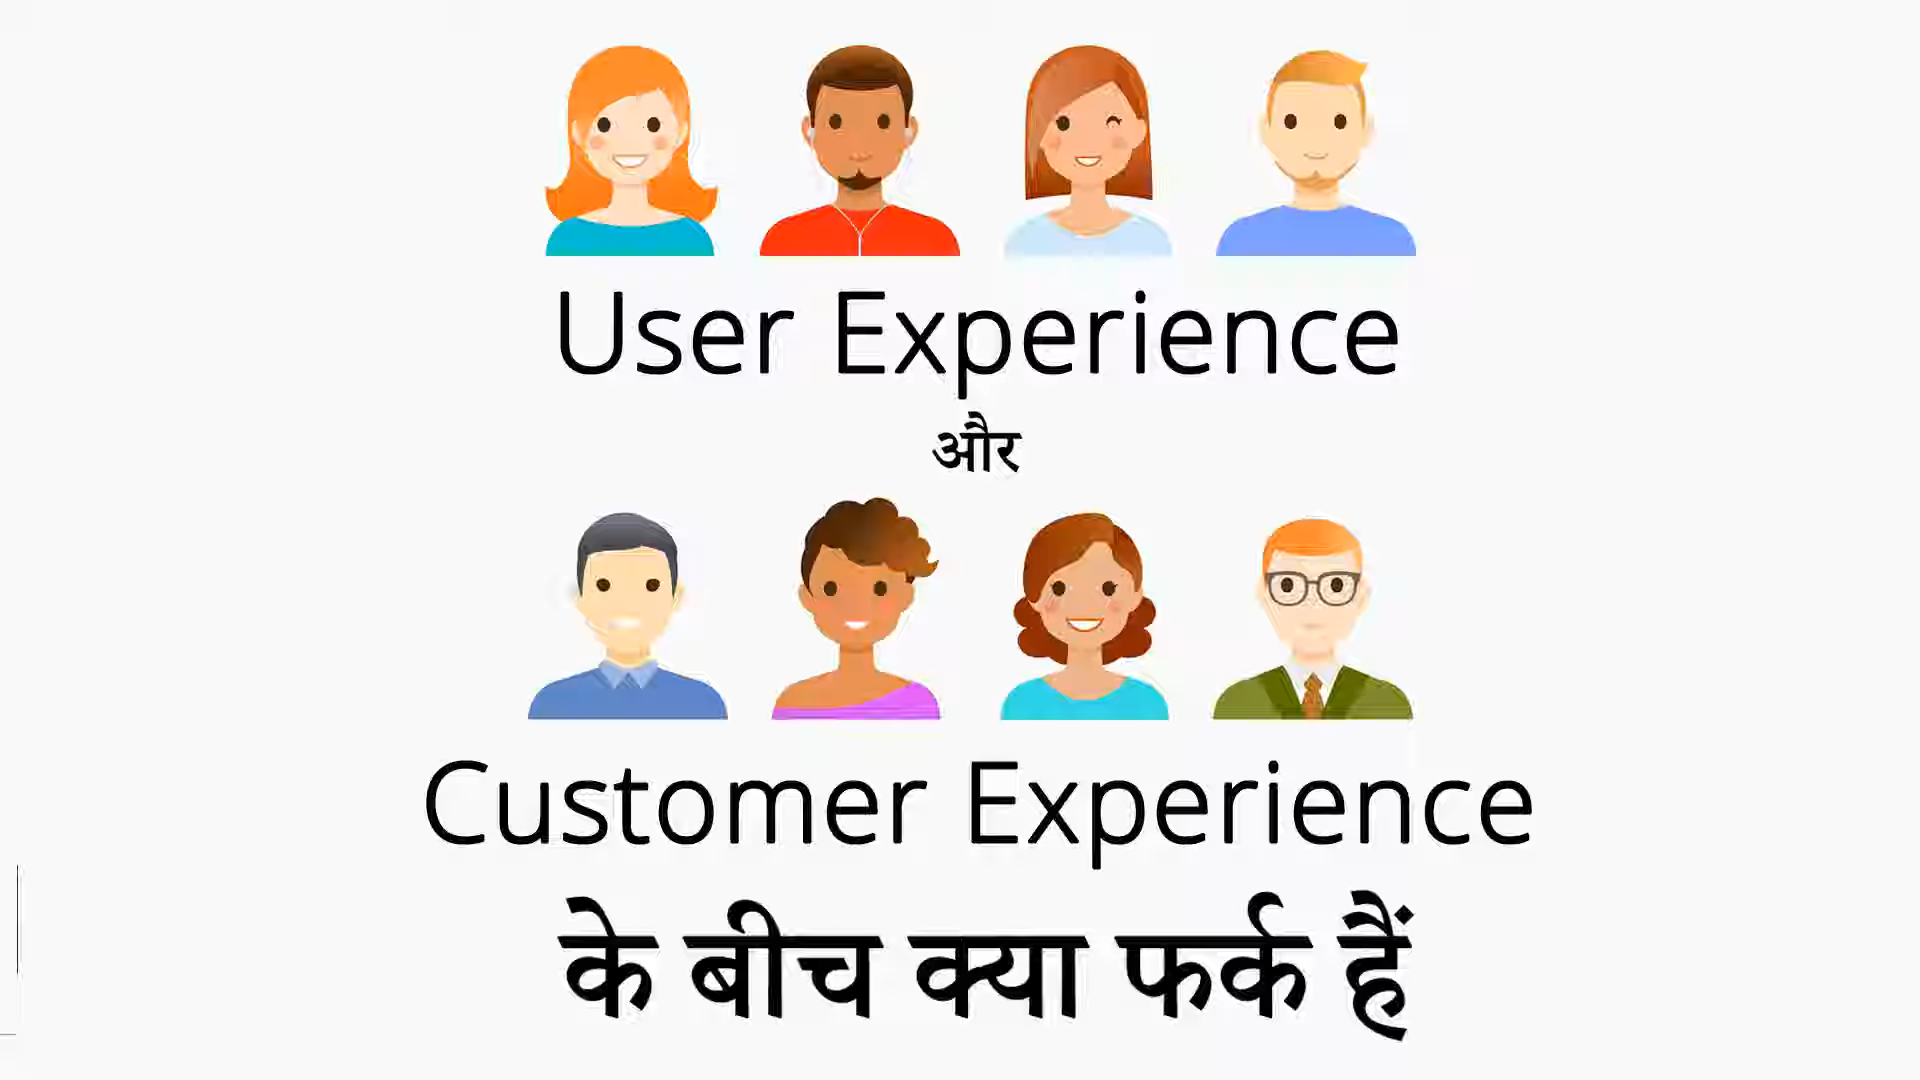 User Experience
और
Customer Experience
के बीच क्या फर्क हैं